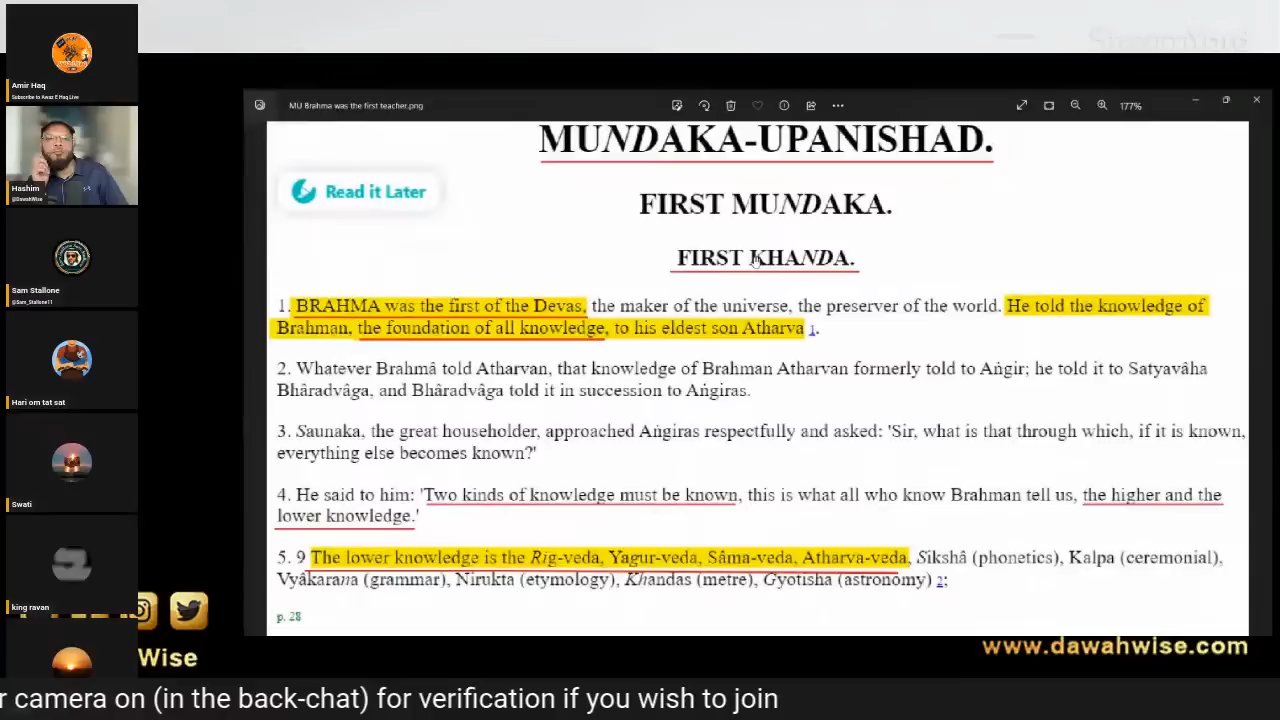 StreamYard
Amir Haq
Subscribe to Awaz E Haq Live
Hashim
@DawahWise
Sam Stallone
@Sam_Stallone11
Hari om tat sat
Swati
king ravan
MU Brahma was the first teacher.png
177%
MUNDAKA-UPANISHAD.
Read it Later
FIRST MUNDAKA.
FIRST KHANDA.
1. BRAHMA was the first of the Devas, the maker of the universe, the preserver of the world. He told the knowledge of
Brahman, the foundation of all knowledge, to his eldest son Atharva 1.
2. Whatever Brahmâ told Atharvan, that knowledge of Brahman Atharvan formerly told to Aṅgir; he told it to Satyavâha
Bhâradvâga, and Bhâradvâga told it in succession to Aṅgiras.
3. Saunaka, the great householder, approached Aṅgiras respectfully and asked: 'Sir, what is that through which, if it is known,
everything else becomes known?'
4. He said to him: 'Two kinds of knowledge must be known, this is what all who know Brahman tell us, the higher and the
lower knowledge.'
5. 9 The lower knowledge is the Rig-veda, Yagur-veda, Sâma-veda, Atharva-veda, Sikshâ (phonetics), Kalpa (ceremonial),
Vyâkarana (grammar), Nirukta (etymology), Khandas (metre), Gyotisha (astronomy) 2;
p. 28
Wise
www.dawahwise.com
r camera on (in the back-chat) for verification if you wish to join